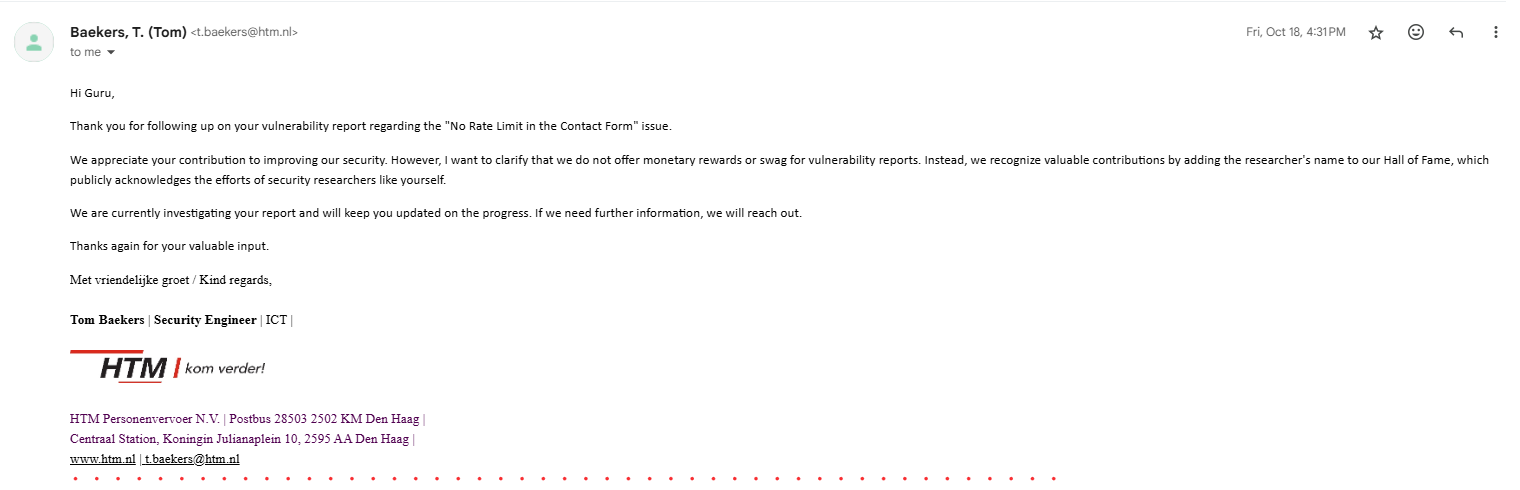 Baekers, T. (Tom) <t.baekers@htm.nl>
Fri, Oct 18, 4:31 PM
to me
Hi Guru,
Thank you for following up on your vulnerability report regarding the "No Rate Limit in the Contact Form" issue.
We appreciate your contribution to improving our security. However, I want to clarify that we do not offer monetary rewards or swag for vulnerability reports. Instead, we recognize valuable contributions by adding the researcher's name to our Hall of Fame, which
publicly acknowledges the efforts of security researchers like yourself.
We are currently investigating your report and will keep you updated on the progress. If we need further information, we will reach out.
Thanks again for your valuable input.
Met vriendelijke groet / Kind regards,
Tom Baekers | Security Engineer | ICT |
HTM | kom verder!
HTM Personenvervoer N.V. | Postbus 28503 2502 KM Den Haag |
Centraal Station, Koningin Julianaplein 10, 2595 AA Den Haag |
www.htm.nl | t.baekers@htm.nl